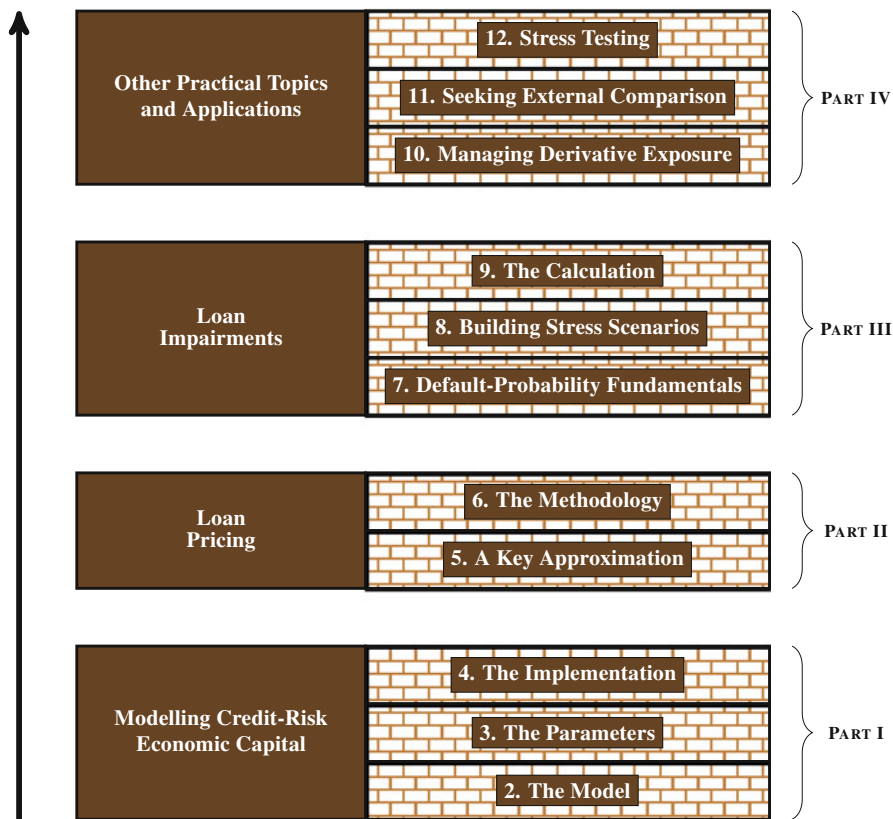 12. Stress Testing
Other Practical Topics
and Applications
11. Seeking External Comparison
PART IV
10. Managing Derivative Exposure
9. The Calculation
Loan
Impairments
8. Building Stress Scenarios
PART III
7. Default-Probability Fundamentals
6. The Methodology
Loan
Pricing
PART II
5. A Key Approximation
4. The Implementation
Modelling Credit-Risk
Economic Capital
3. The Parameters
PART I
2. The Model